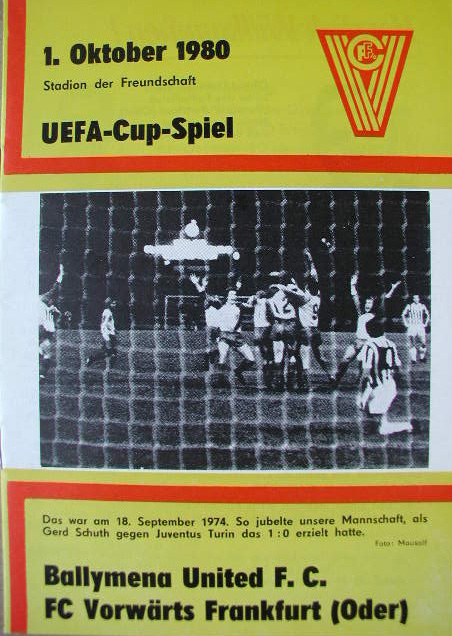 1. Oktober 1980
Stadion der Freundschaft
UEFA-Cup-Spiel
FC
Das war am 18. September 1974. So jubelte unsere Mannschaft, als
Gerd Schuth gegen Juventus Turin das 1:0 erzielt hatte.
Foto: Mausolf
Ballymena United F. C.
FC Vorwärts Frankfurt (Oder)